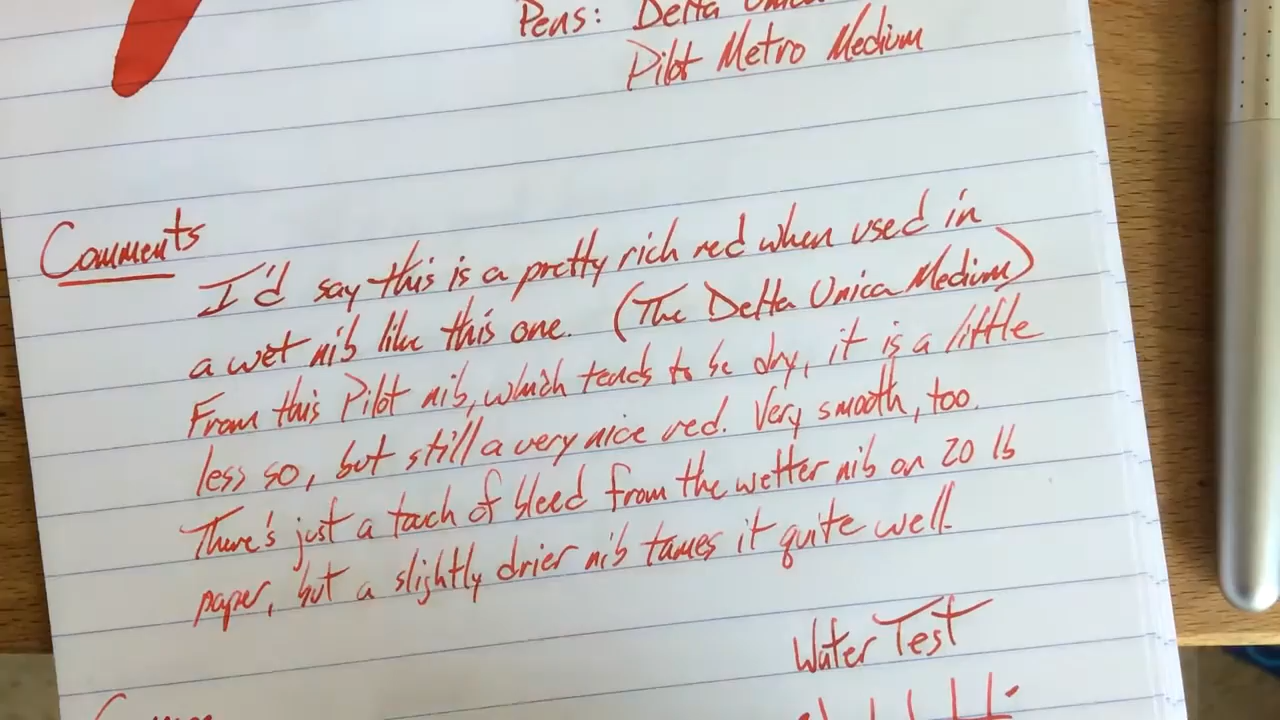 Pens: Delta Unica
Pilot Metro Medium
Comments
I'd say this is a pretty rich red when used in
a wet nib like this one. (The Delta Unica Medium)
From this Pilot nib, which tends to be dry, it is a little
less so, but still a very nice red. Very smooth, too.
There's just a touch of bleed from the wetter nib on 20 lb
paper, but a slightly drier nib tames it quite well.
Water Test